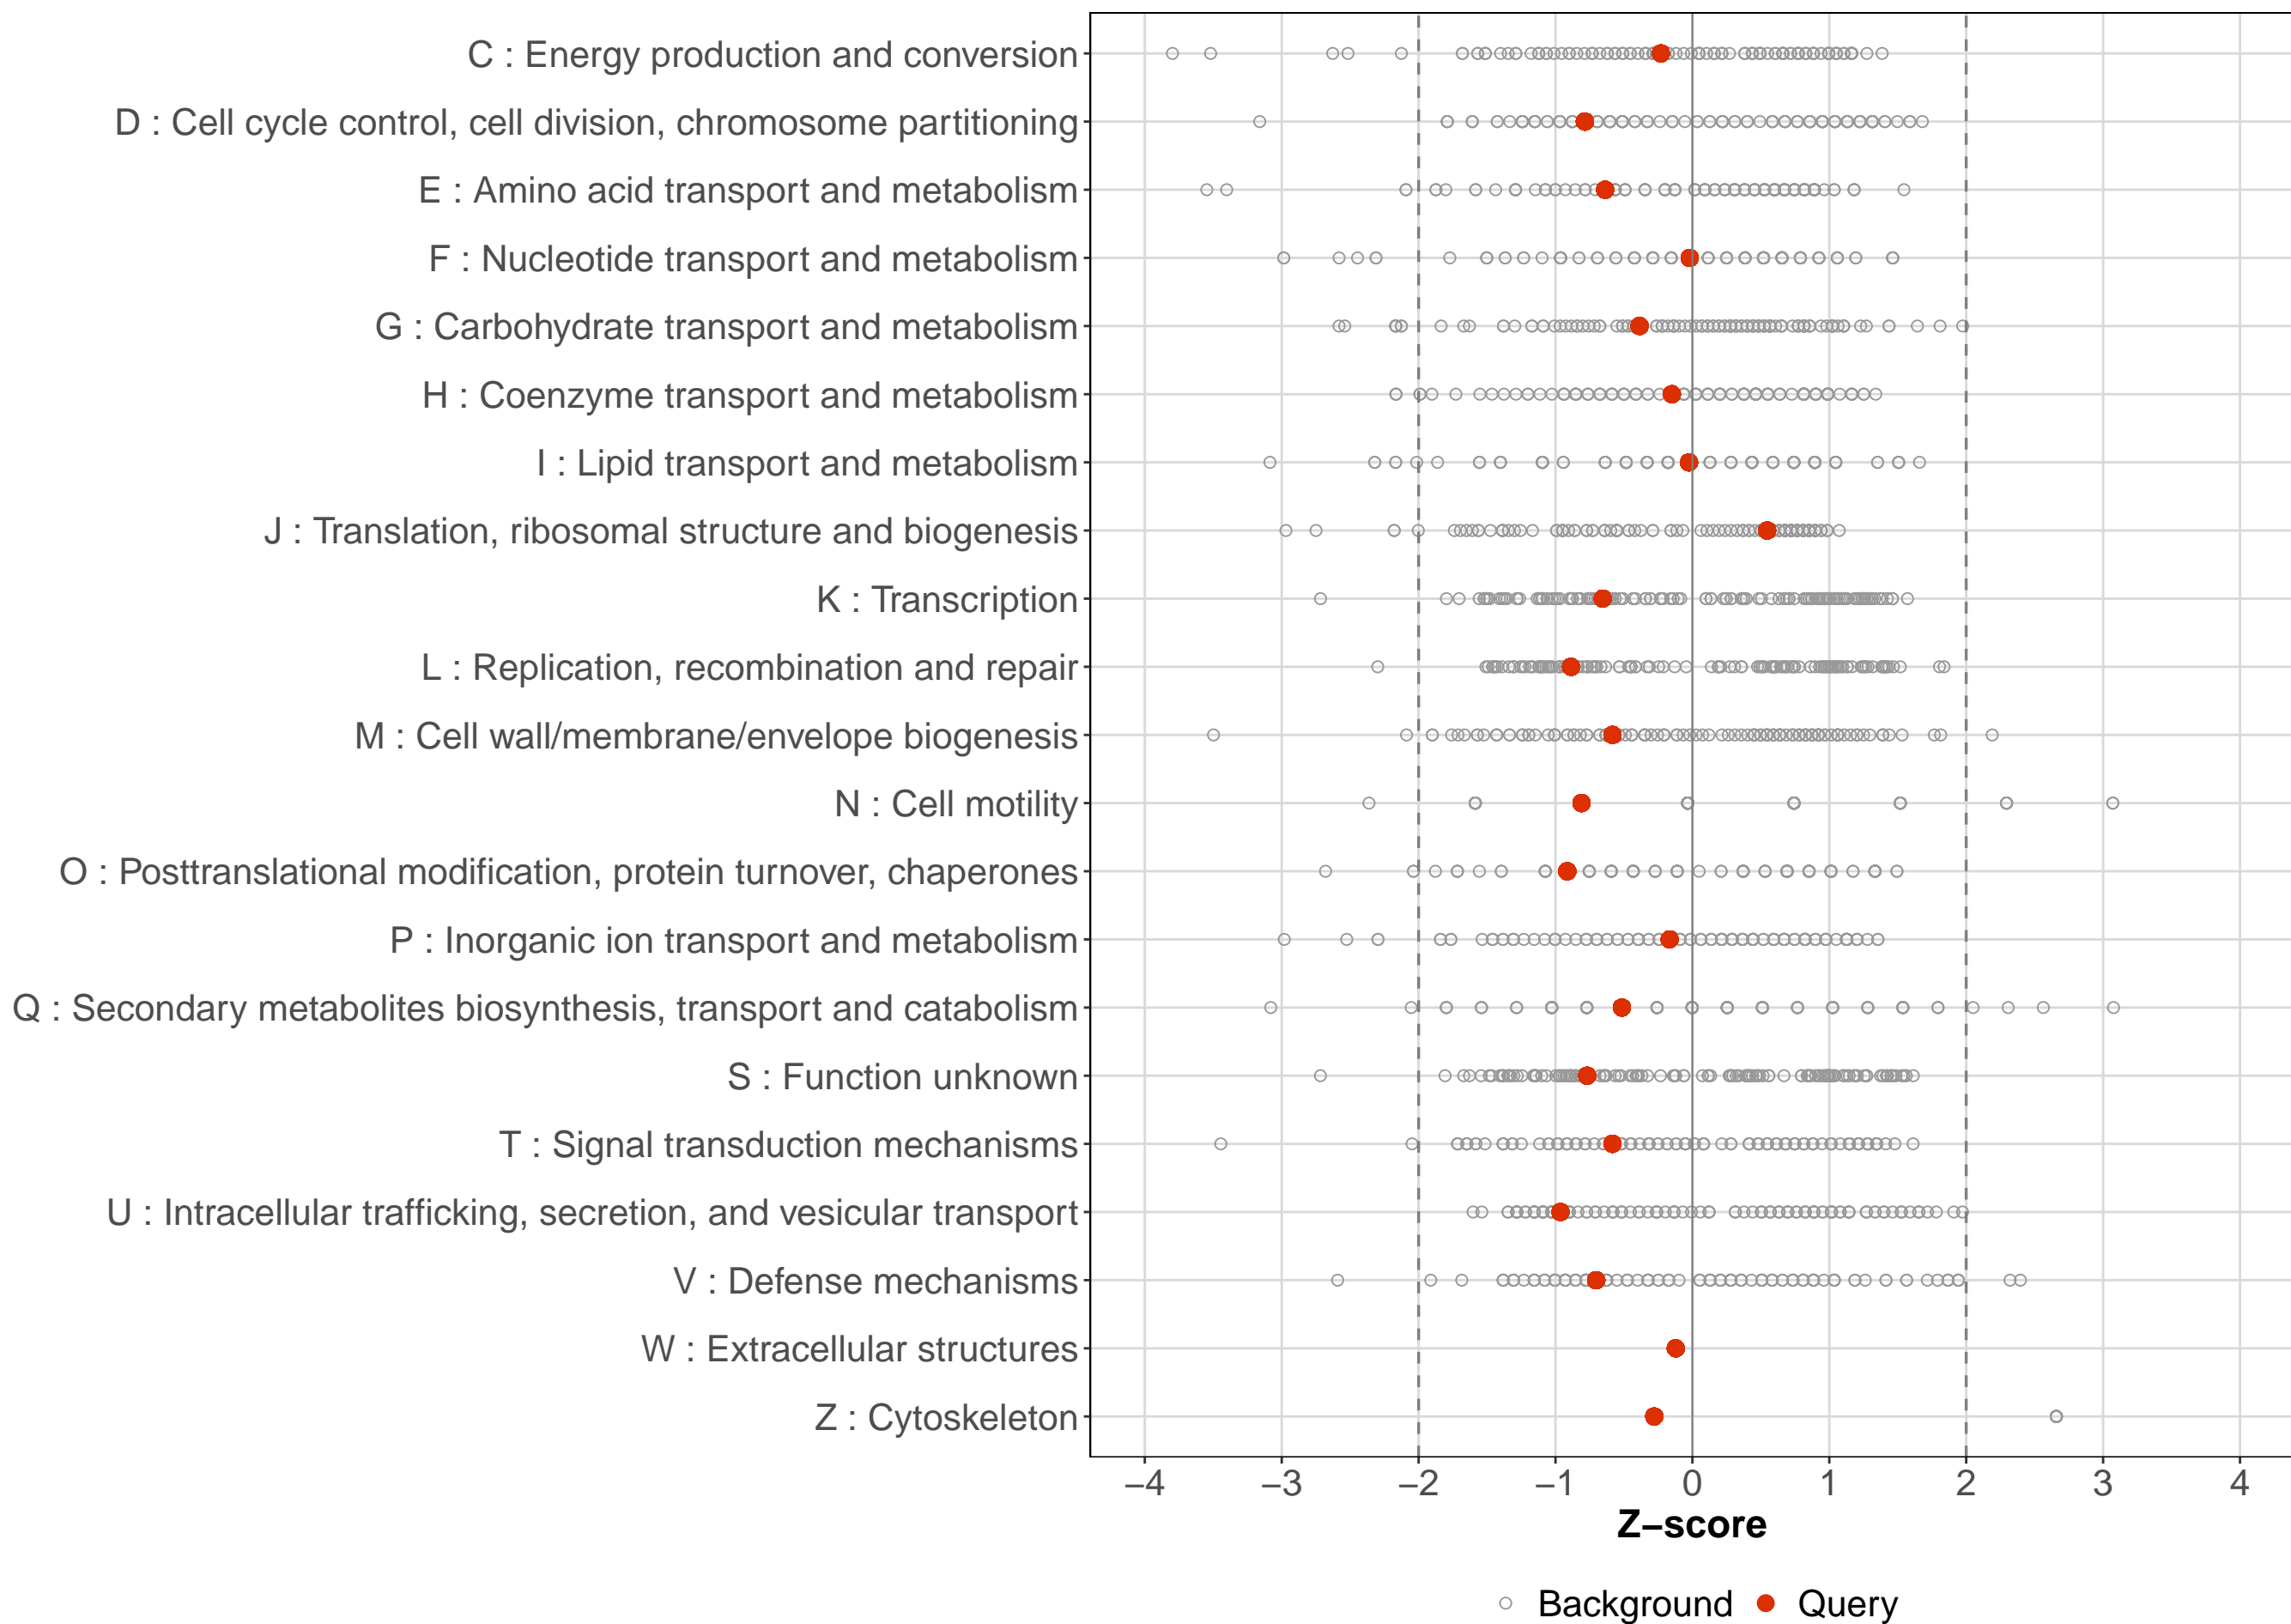 C : Energy production and conversion
D : Cell cycle control, cell division, chromosome partitioning
E : Amino acid transport and metabolism
F : Nucleotide transport and metabolism
G : Carbohydrate transport and metabolism
H : Coenzyme transport and metabolism
I : Lipid transport and metabolism
J : Translation, ribosomal structure and biogenesis
K : Transcription
L : Replication, recombination and repair
M : Cell wall/membrane/envelope biogenesis
N : Cell motility
O : Posttranslational modification, protein turnover, chaperones
P : Inorganic ion transport and metabolism
Q : Secondary metabolites biosynthesis, transport and catabolism
S : Function unknown
T : Signal transduction mechanisms
U : Intracellular trafficking, secretion, and vesicular transport
V : Defense mechanisms
W : Extracellular structures
Z : Cytoskeleton
−4 −3 −2 −1 0 1 2 3 4
Z−score
Background Query